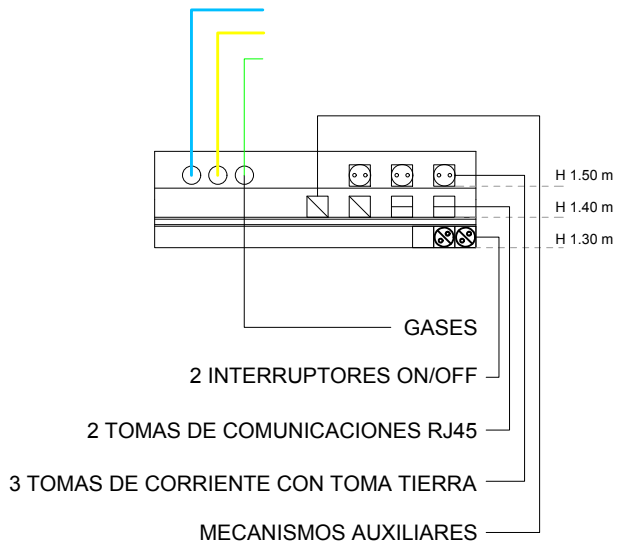 H 1.50 m
H 1.40 m
H 1.30 m
GASES
2 INTERRUPTORES ON/OFF
2 TOMAS DE COMUNICACIONES RJ45
3 TOMAS DE CORRIENTE CON TOMA TIERRA
MECANISMOS AUXILIARES